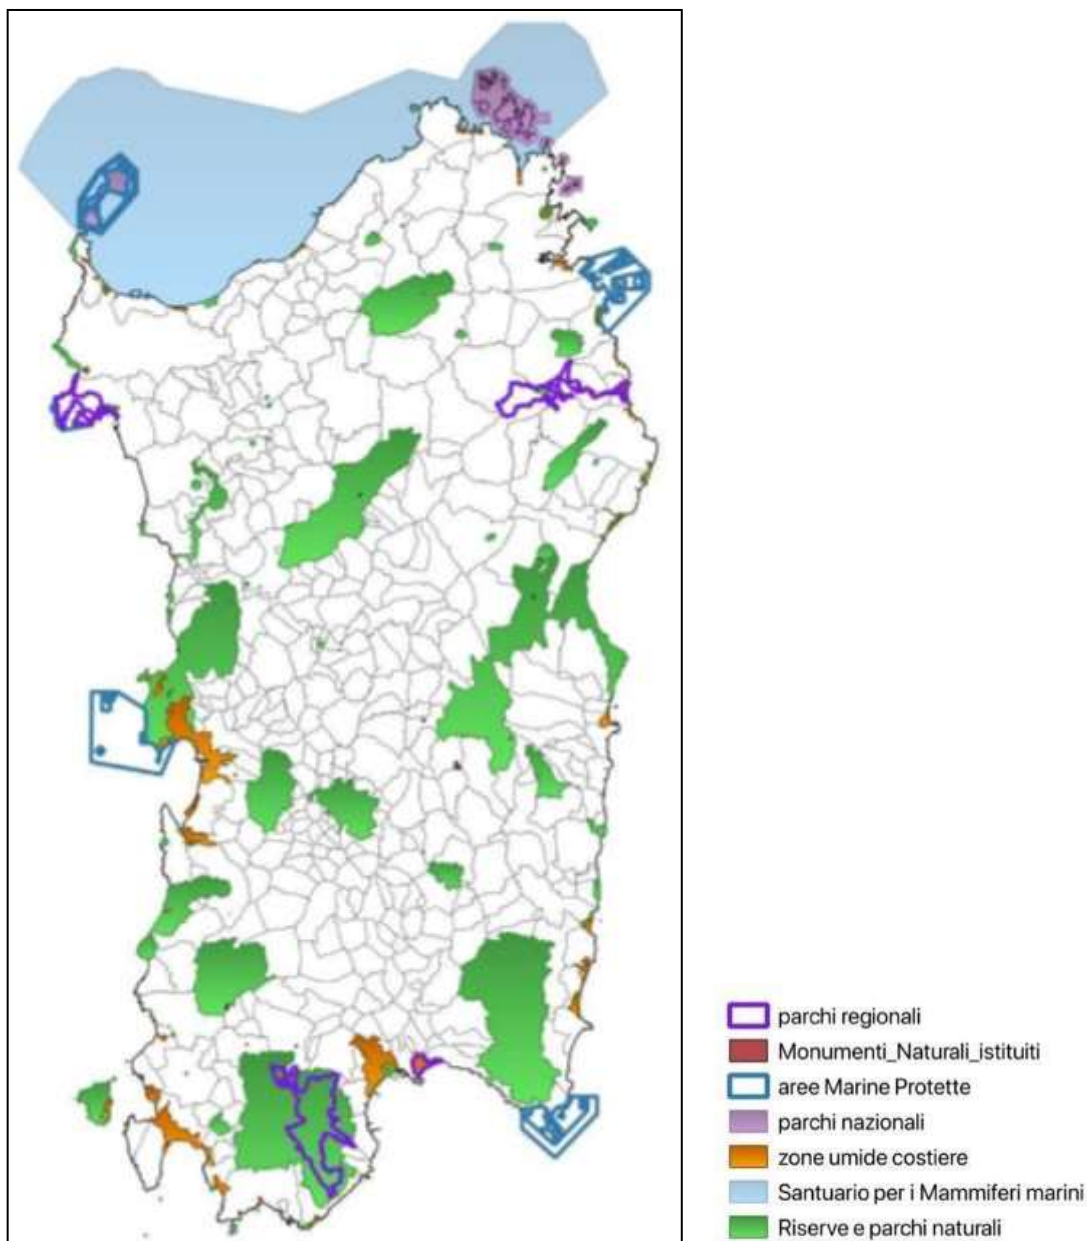 parchi regionali
Monumenti_Naturali_istituiti
aree Marine Protette
parchi nazionali
zone umide costiere
Santuario per i Mammiferi marini
Riserve e parchi naturali